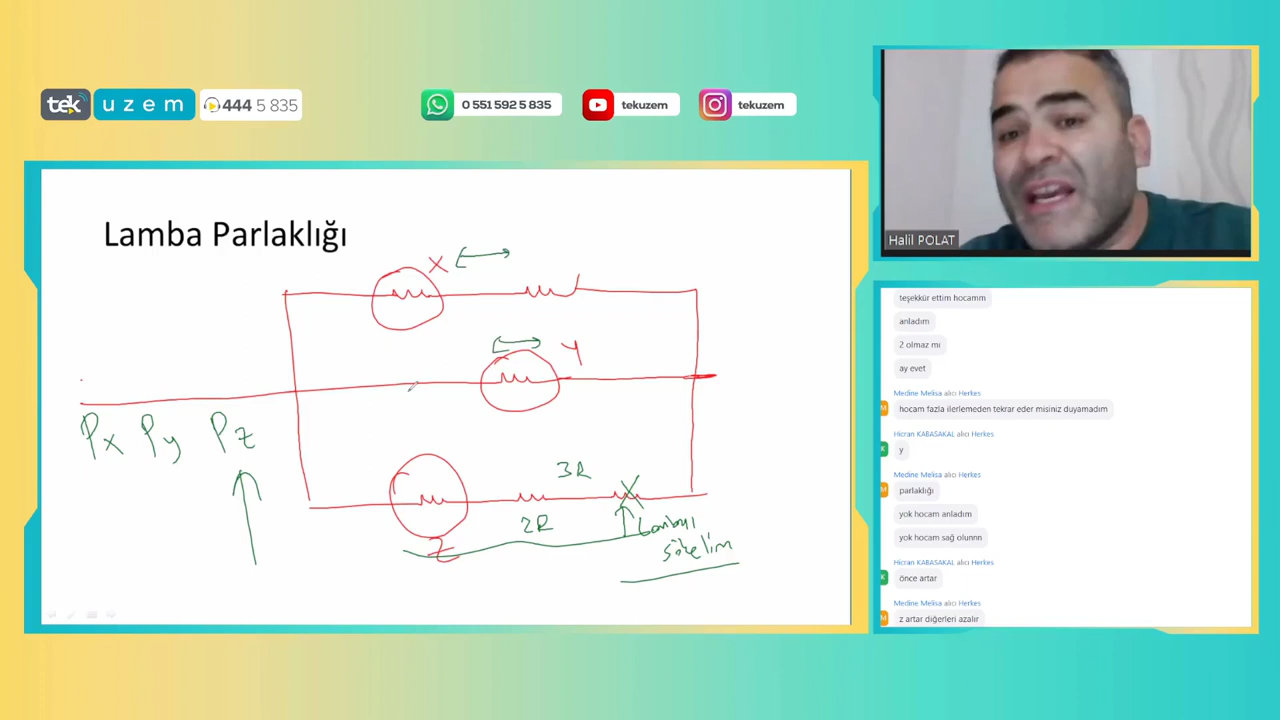 tek uzem 444 5 835
0 551 592 5 835
tekuzem
tekuzem
Halil POLAT
Lamba Parlaklığı
X
Y
Px Py Pz
3R
2R
Z
Lambayı
sökelim
teşekkür ettim hocamm
anladım
2 olmaz mı
ay evet
Medine Melisa alıcı Herkes
M
hocam fazla ilerlemeden tekrar eder misiniz duyamadım
Hicran KABASAKAL alıcı Herkes
K
y
Medine Melisa alıcı Herkes
M
parlaklığı
yok hocam anladım
yok hocam sağ olunnn
Hicran KABASAKAL alıcı Herkes
K
önce artar
Medine Melisa alıcı Herkes
M
z artar diğerleri azalır